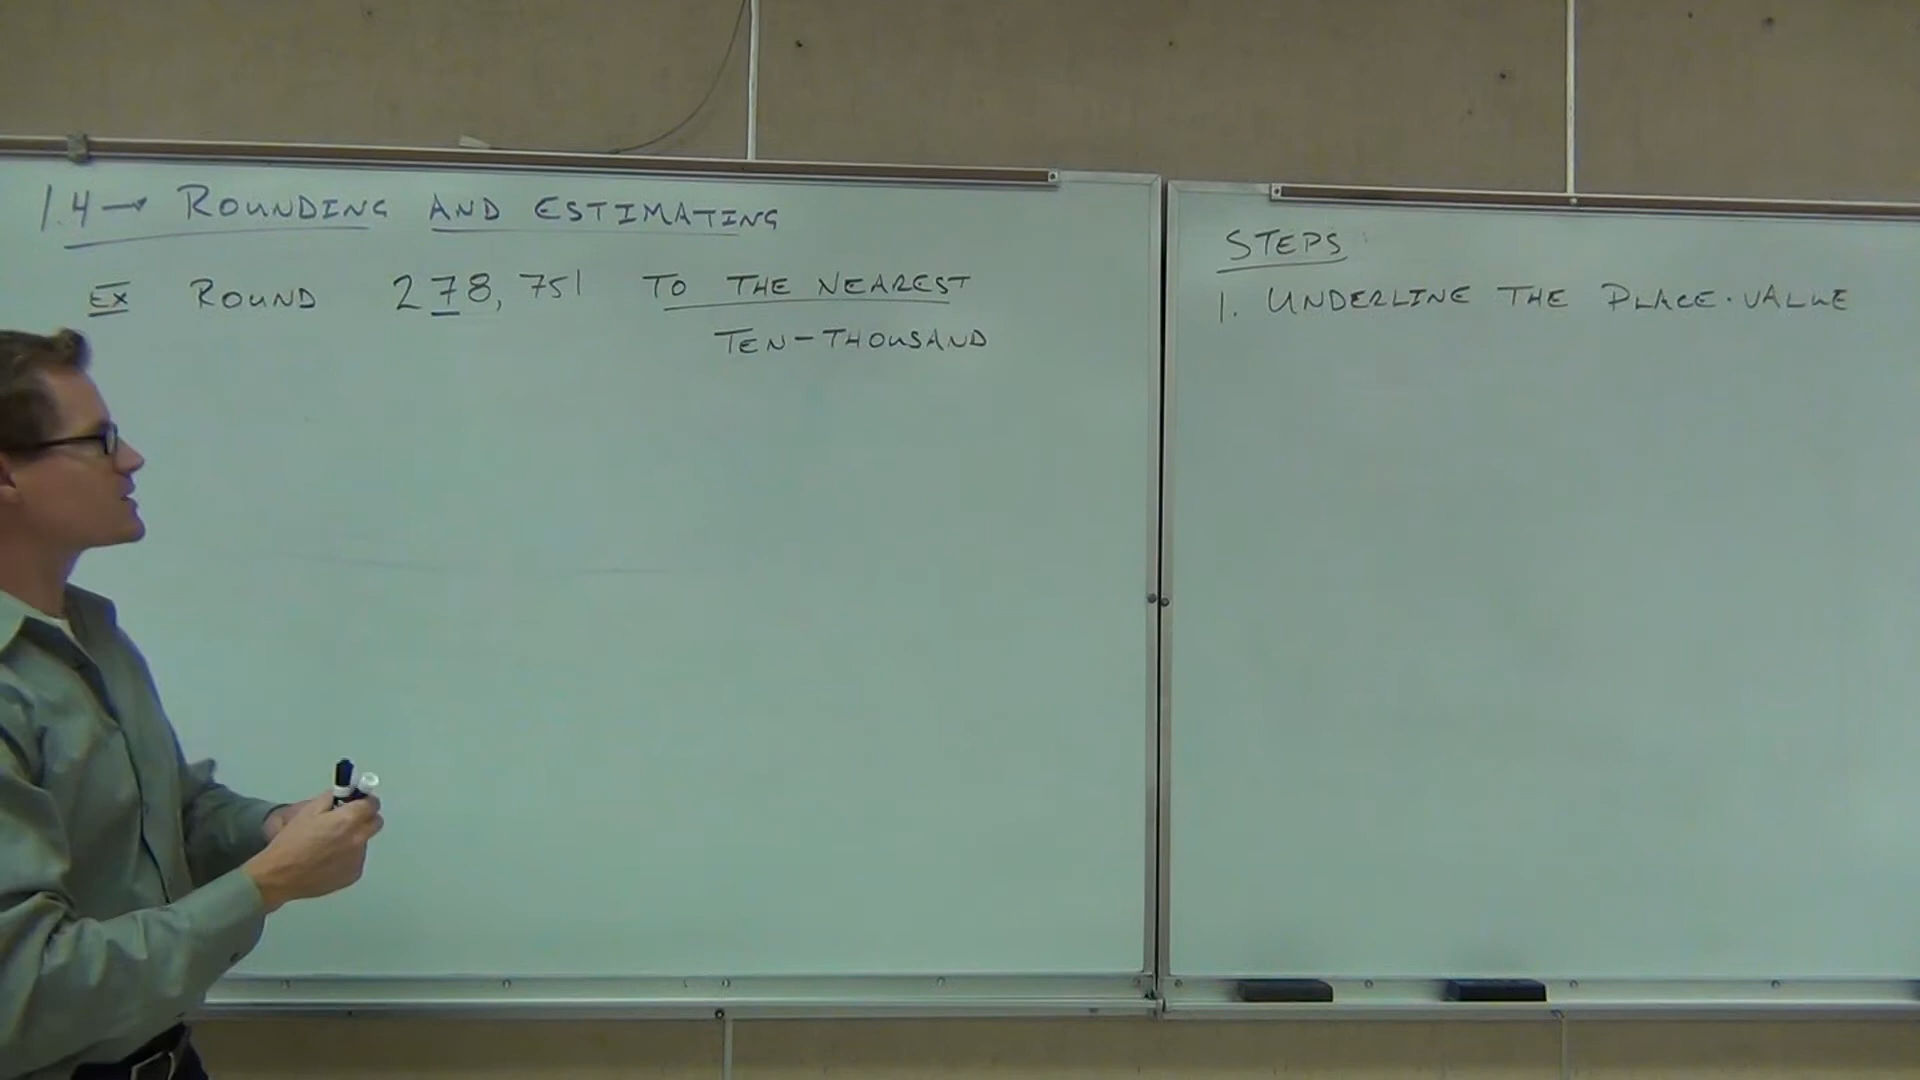 1.4 → ROUNDING AND ESTIMATING
EX ROUND 278,751 TO THE NEAREST
TEN-THOUSAND
STEPS
1. UNDERLINE THE PLACE-VALUE